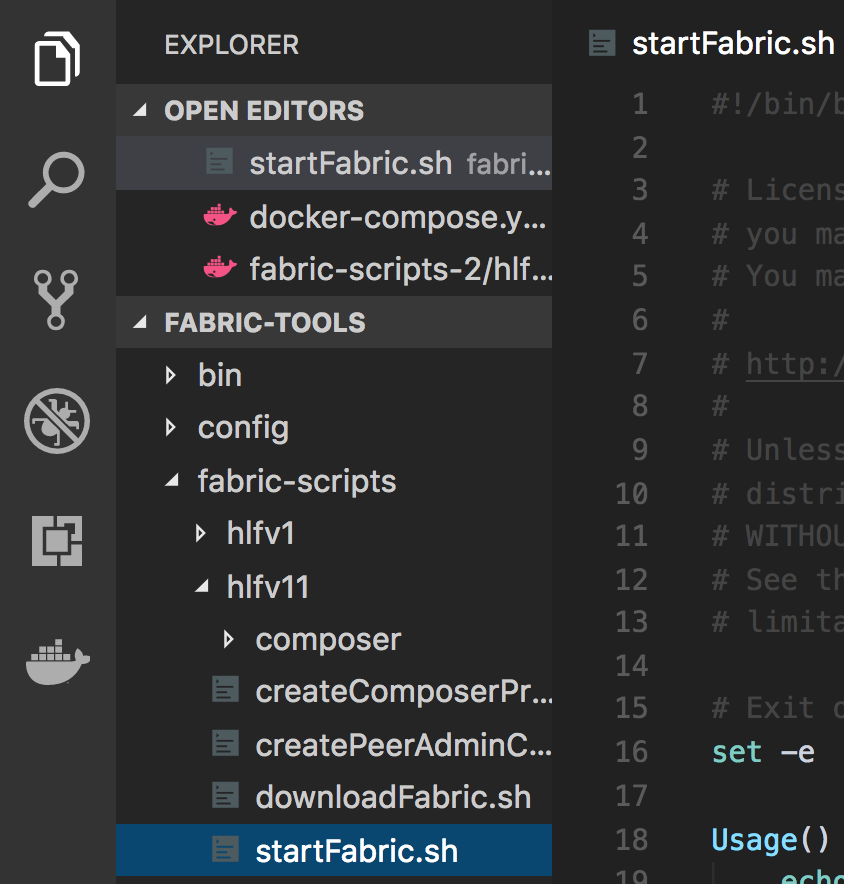 EXPLORER
OPEN EDITORS
startFabric.sh fabri...
docker-compose.y...
fabric-scripts-2/hlf...
FABRIC-TOOLS
bin
config
fabric-scripts
hlfv1
hlfv11
composer
createComposerPr...
createPeerAdminC...
downloadFabric.sh
startFabric.sh
startFabric.sh
1 #!/bin/b
2
3 # Licens
4 # you ma
5 # You ma
6 #
7 # http:/
8 #
9 # Unless
10 # distri
11 # WITHOU
12 # See th
13 # limita
14
15 # Exit o
16 set -e
17
18 Usage()
19 echo